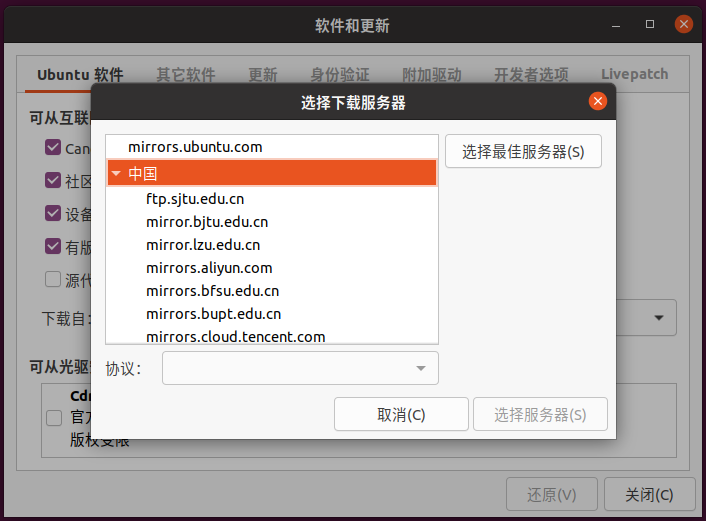 软件和更新
Ubuntu 软件 其它软件 更新 身份验证 附加驱动 开发者选项 Livepatch
可从互联
Can
社区
设备
有版
源代
下载自:
可从光驱
Cdr
官方
版权受限
还原(V) 关闭(C)
选择下载服务器
mirrors.ubuntu.com
中国
ftp.sjtu.edu.cn
mirror.bjtu.edu.cn
mirror.lzu.edu.cn
mirrors.aliyun.com
mirrors.bfsu.edu.cn
mirrors.bupt.edu.cn
mirrors.cloud.tencent.com
选择最佳服务器(S)
协议：
取消(C) 选择服务器(S)